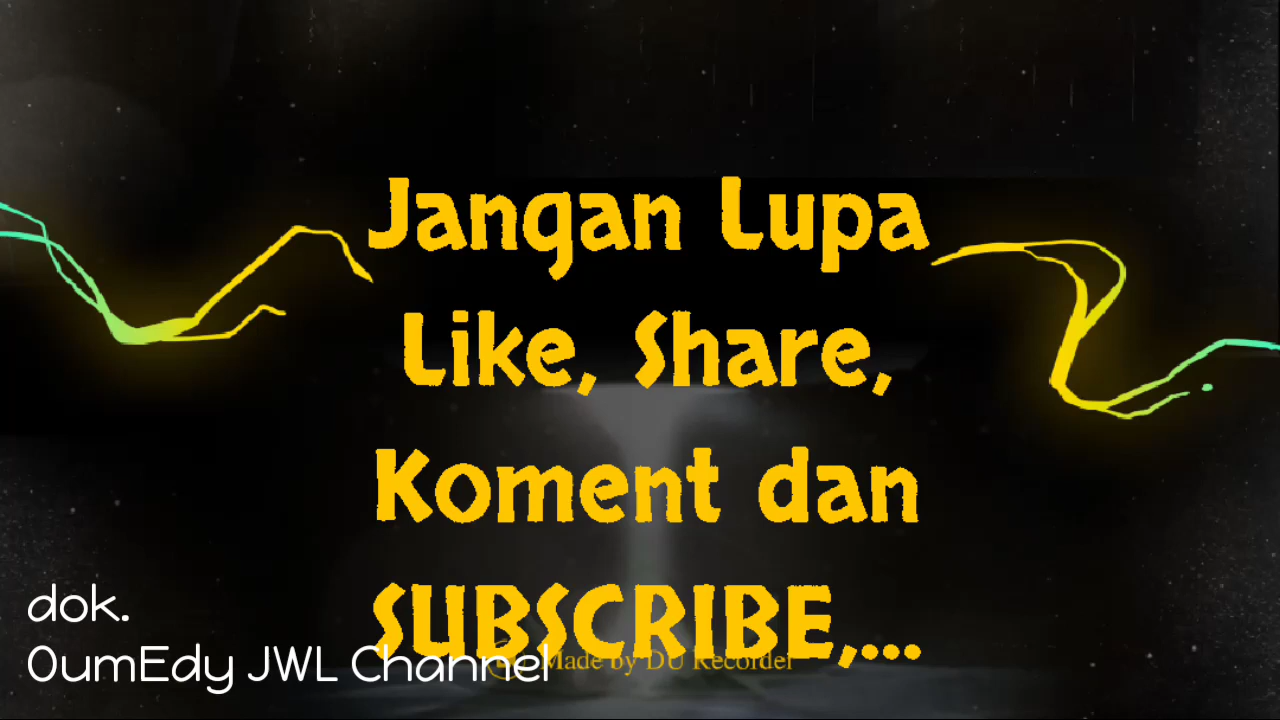 Jangan Lupa
Like, Share,
Koment dan
SUBSCRIBE,...
dok.
OumEdy JWL Channel
Made by DU Recorder